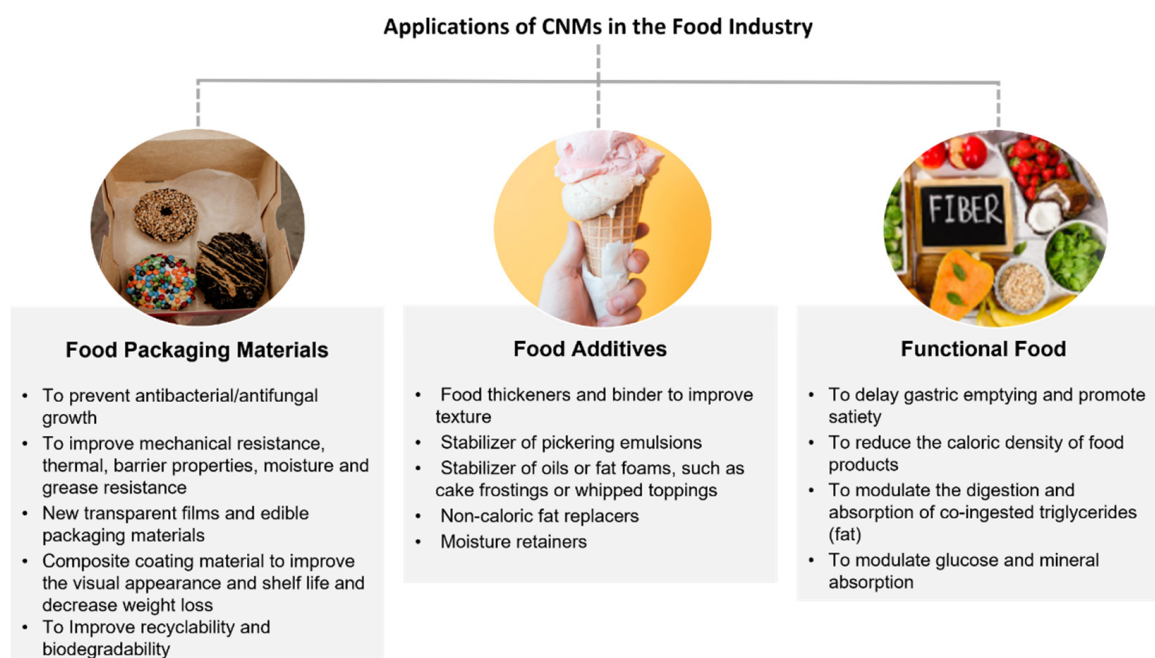 Applications of CNMs in the Food Industry
FIBER
Food Packaging Materials
• To prevent antibacterial/antifungal
growth
• To improve mechanical resistance,
thermal, barrier properties, moisture and
grease resistance
• New transparent films and edible
packaging materials
• Composite coating material to improve
the visual appearance and shelf life and
decrease weight loss
• To Improve recyclability and
biodegradability
Food Additives
• Food thickeners and binder to improve
texture
• Stabilizer of pickering emulsions
• Stabilizer of oils or fat foams, such as
cake frostings or whipped toppings
• Non-caloric fat replacers
• Moisture retainers
Functional Food
• To delay gastric emptying and promote
satiety
• To reduce the caloric density of food
products
• To modulate the digestion and
absorption of co-ingested triglycerides
(fat)
• To modulate glucose and mineral
absorption